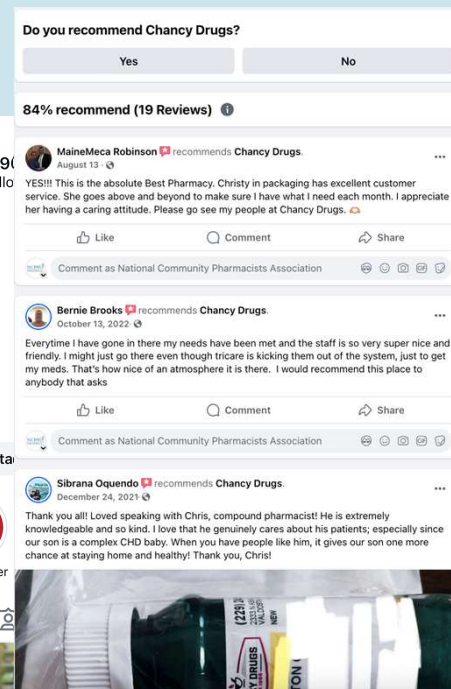 Do you recommend Chancy Drugs?
Yes No
84% recommend (19 Reviews)
MaineMeca Robinson recommends Chancy Drugs.
August 13 ·
YES!!! This is the absolute Best Pharmacy. Christy in packaging has excellent customer
service. She goes above and beyond to make sure I have what I need each month. I appreciate
her having a caring attitude. Please go see my people at Chancy Drugs.
Like Comment Share
Comment as National Community Pharmacists Association
Bernie Brooks recommends Chancy Drugs.
October 13, 2022 ·
Everytime I have gone in there my needs have been met and the staff is so very super nice and
friendly. I might just go there even though tricare is kicking them out of the system, just to get
my meds. That's how nice of an atmosphere it is there. I would recommend this place to
anybody that asks
Like Comment Share
Comment as National Community Pharmacists Association
Sibrana Oquendo recommends Chancy Drugs.
December 24, 2021 ·
Thank you all! Loved speaking with Chris, compound pharmacist! He is extremely
knowledgeable and so kind. I love that he genuinely cares about his patients; especially since
our son is a complex CHD baby. When you have people like him, it gives our son one more
chance at staying home and healthy! Thank you, Chris!
(229)
NEW
Y DRUGS